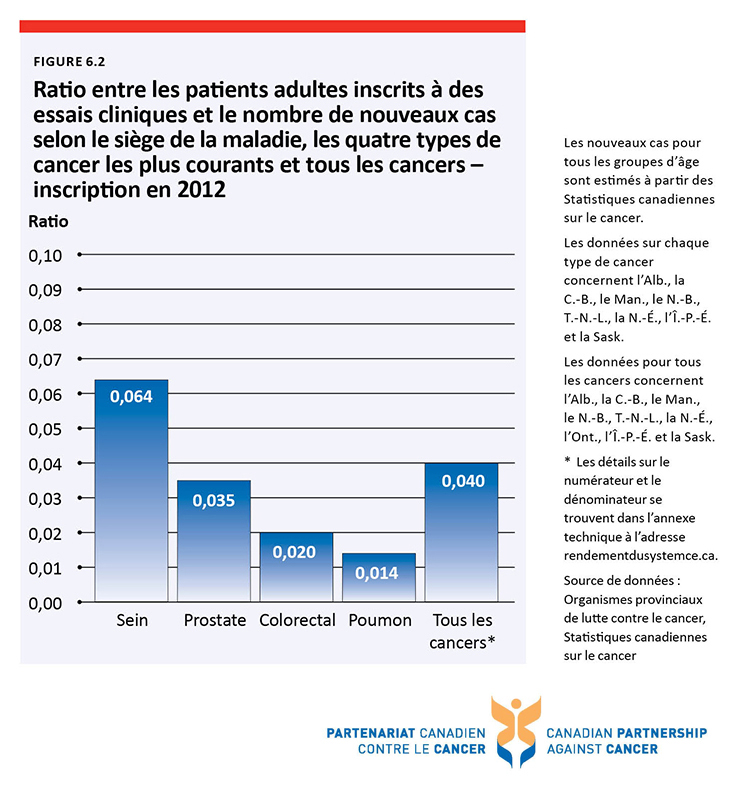 FIGURE 6.2
Ratio entre les patients adultes inscrits à des
essais cliniques et le nombre de nouveaux cas
selon le siège de la maladie, les quatre types de
cancer les plus courants et tous les cancers –
inscription en 2012
Ratio
0,10
0,09
0,08
0,07
0,06
0,05
0,04
0,03
0,02
0,01
0,00
0,064
0,035
0,020
0,014
0,040
Sein
Prostate
Colorectal
Poumon
Tous les
cancers*
Les nouveaux cas pour
tous les groupes d’âge
sont estimés à partir des
Statistiques canadiennes
sur le cancer.
Les données sur chaque
type de cancer
concernent l’Alb., la
C.-B., le Man., le N.-B.,
T.-N.-L., la N.-É., l’Î.-P.-É.
et la Sask.
Les données pour tous
les cancers concernent
l’Alb., la C.-B., le Man.,
le N.-B., T.-N.-L., la N.-É.,
l’Ont., l’Î.-P.-É. et la Sask.
* Les détails sur le
numérateur et le
dénominateur se
trouvent dans l’annexe
technique à l’adresse
rendementdusystemce.ca.
Source de données :
Organismes provinciaux
de lutte contre le cancer,
Statistiques canadiennes
sur le cancer
PARTENARIAT CANADIEN
CONTRE LE CANCER
CANADIAN PARTNERSHIP
AGAINST CANCER